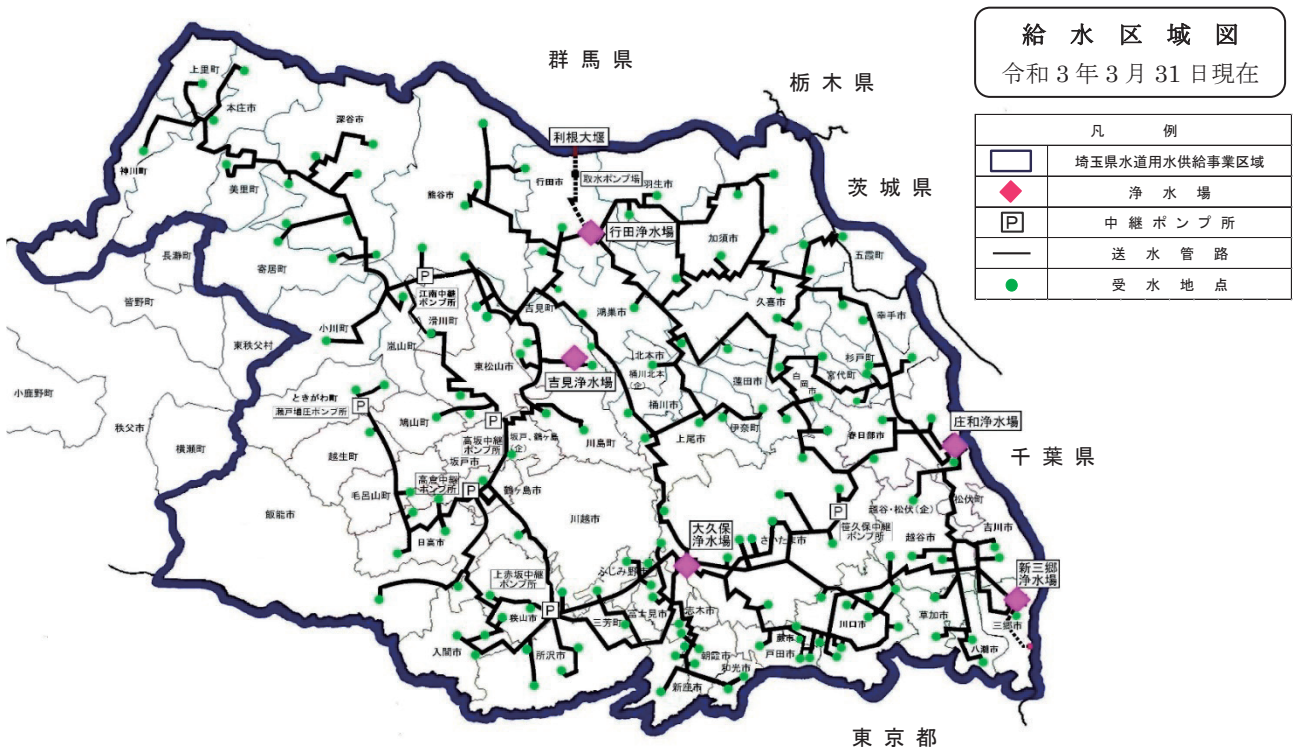 給水区域図
令和3年3月31日現在
凡例
埼玉県水道用水供給事業区域
浄水場
P
中継ポンプ所
送水管路
受水地点
群馬県
栃木県
茨城県
千葉県
東京都
上里町
本庄市
深谷市
神川町
美里町
利根大堰
取水ポンプ場
行田市
羽生市
熊谷市
行田浄水場
加須市
五霞町
長瀞町
寄居町
皆野町
P
江南中継
ポンプ所
吉見町
鴻巣市
久喜市
幸手市
滑川町
小川町
嵐山町
東秩父村
東松山市
吉見浄水場
北本市
桶川北本
(企)
桶川市
蓮田市
白岡市
宮代町
杉戸町
小鹿野町
ときがわ町
瀬戸増圧ポンプ所
P
秩父市
横瀬町
鳩山町
P
高坂中継
ポンプ所
坂戸、鶴ヶ島
(企)
川島町
上尾市
伊奈町
春日部市
庄和浄水場
越生町
坂戸市
高倉中継
ポンプ所
P
毛呂山町
鶴ヶ島市
飯能市
川越市
日高市
大久保
浄水場
さいたま市
P
笹久保中継
ポンプ所
越谷・松伏(企)
松伏町
吉川市
越谷市
新三郷
浄水場
上赤坂中継
ポンプ所
P
ふじみ野市
狭山市
三芳町
富士見市
志木市
入間市
所沢市
朝霞市
和光市
新座市
蕨市
戸田市
川口市
草加市
三郷市
八潮市